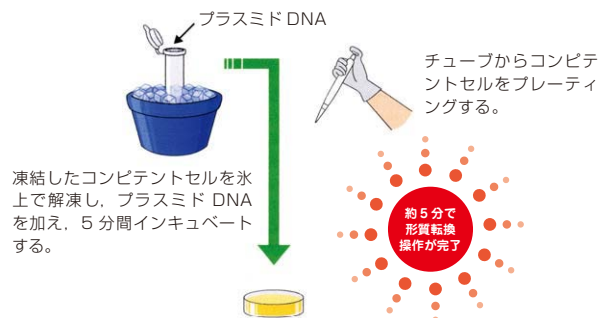 プラスミド DNA
チューブからコンピテ
ントセルをプレーティ
ングする。
凍結したコンピテントセルを氷
上で解凍し，プラスミド DNA
を加え，5 分間インキュベート
する。
約 5 分で
形質転換
操作が完了